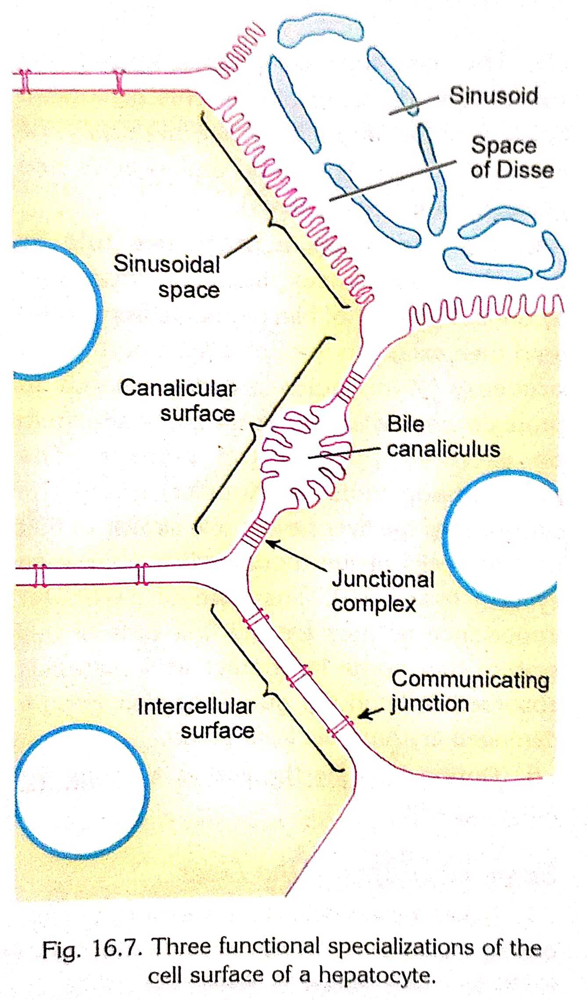 Sinusoid
Space
of Disse
Sinusoidal
space
Canalicular
surface
Bile
canaliculus
Junctional
complex
Communicating
junction
Intercellular
surface
Fig. 16.7. Three functional specializations of the
cell surface of a hepatocyte.